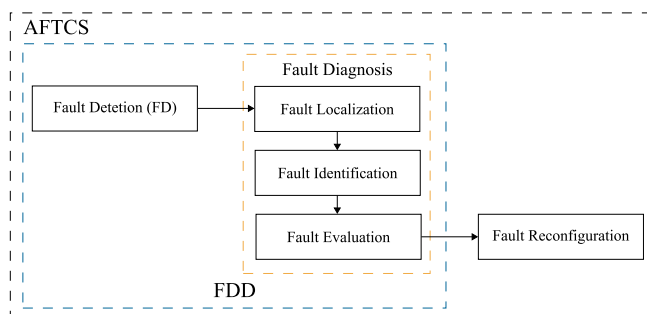 AFTCS
Fault Diagnosis
Fault Detetion (FD)
Fault Localization
Fault Identification
Fault Evaluation
Fault Reconfiguration
FDD